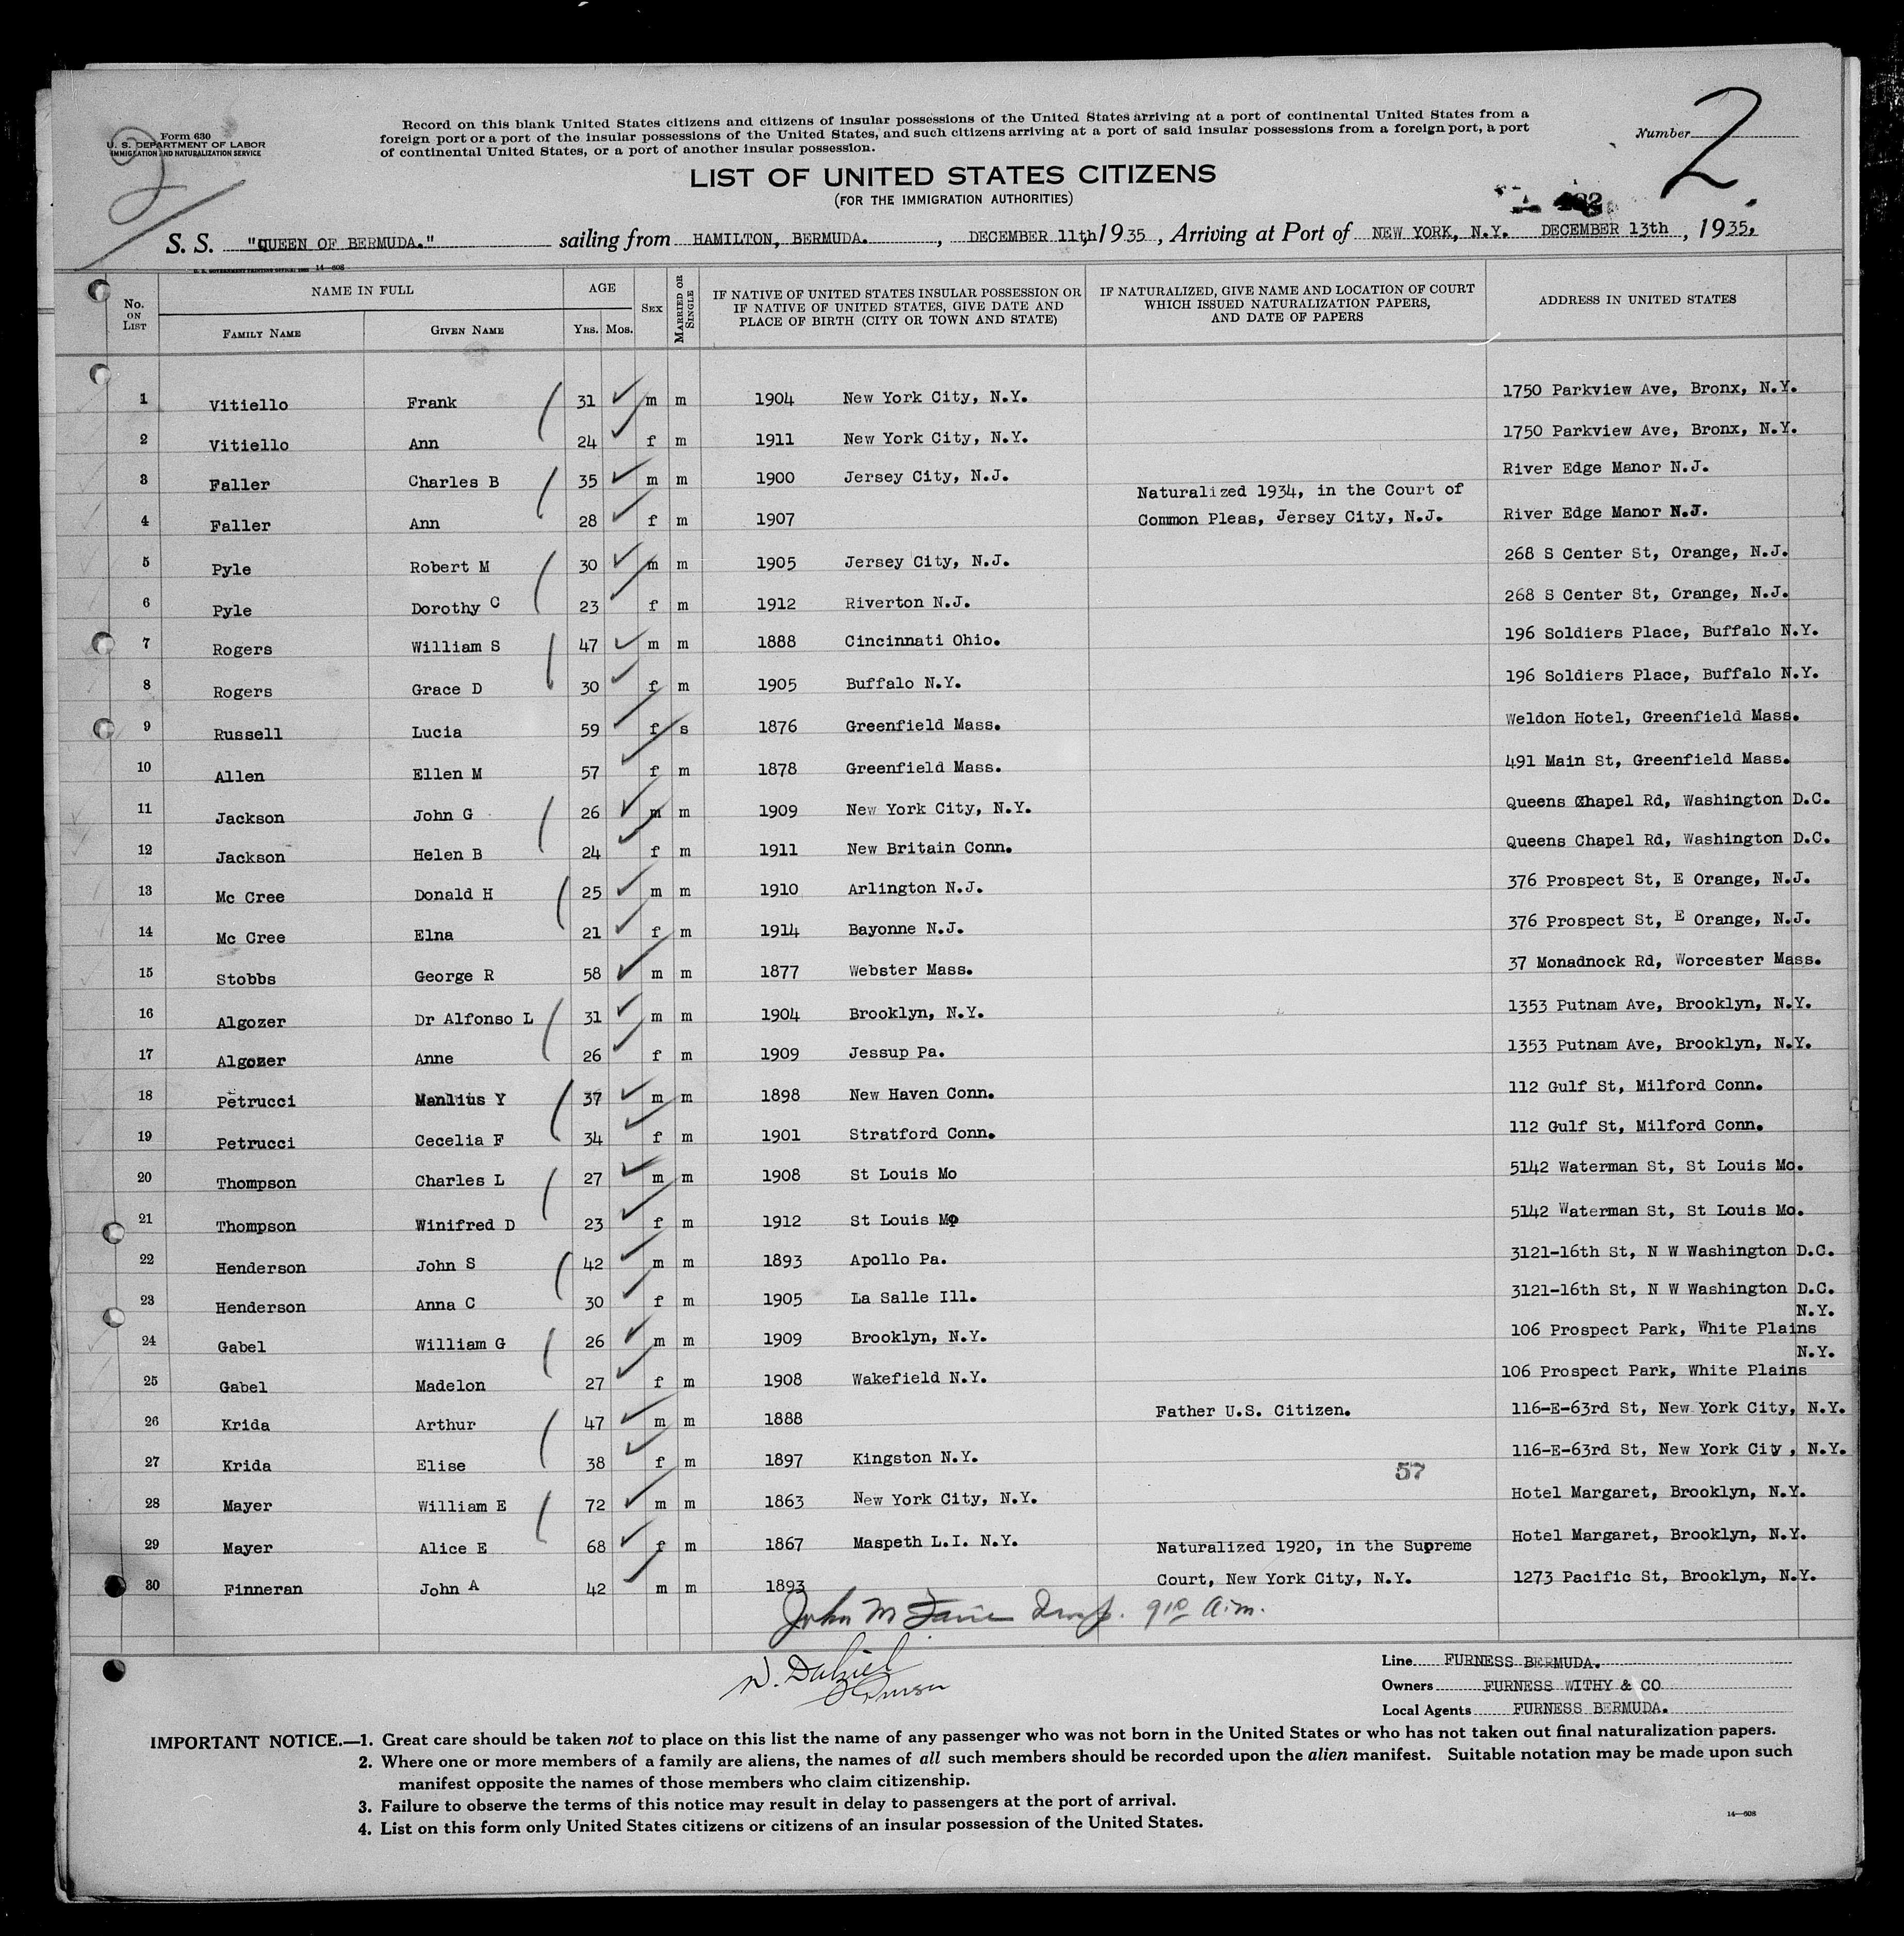 Form 630
U. S. DEPARTMENT OF LABOR
IMMIGRATION AND NATURALIZATION SERVICE
2
Record on this blank United States citizens and citizens of insular possessions of the United States arriving at a port of continental United States from a
foreign port or a port of the insular possessions of the United States, and such citizens arriving at a port of said insular possessions from a foreign port, a port
of continental United States, or a port of another insular possession.
Number 2
LIST OF UNITED STATES CITIZENS
(FOR THE IMMIGRATION AUTHORITIES)
S. S. "QUEEN OF BERMUDA." sailing from HAMILTON, BERMUDA. , DECEMBER 11th, 1935 , Arriving at Port of NEW YORK, N.Y. DECEMBER 13th , 1935,
U. S. GOVERNMENT PRINTING OFFICE: 14—608
No. ON LIST NAME IN FULL FAMILY NAME GIVEN NAME AGE YRS. MOS. SEX MARRIED OR SINGLE IF NATIVE OF UNITED STATES INSULAR POSSESSION OR IF NATIVE OF UNITED STATES, GIVE DATE AND PLACE OF BIRTH (CITY OR TOWN AND STATE) IF NATURALIZED, GIVE NAME AND LOCATION OF COURT WHICH ISSUED NATURALIZATION PAPERS, AND DATE OF PAPERS ADDRESS IN UNITED STATES
1 Vitiello Frank 31 m m 1904 New York City, N.Y. 1750 Parkview Ave, Bronx, N.Y.
2 Vitiello Ann 24 f m 1911 New York City, N.Y. 1750 Parkview Ave, Bronx, N.Y.
3 Faller Charles B 35 m m 1900 Jersey City, N.J. River Edge Manor N.J.
Naturalized 1934, in the Court of
4 Faller Ann 28 f m 1907 Common Pleas, Jersey City, N.J. River Edge Manor N.J.
5 Pyle Robert M 30 m m 1905 Jersey City, N.J. 268 S Center St, Orange, N.J.
6 Pyle Dorothy C 23 f m 1912 Riverton N.J. 268 S Center St, Orange, N.J.
7 Rogers William S 47 m m 1888 Cincinnati Ohio. 196 Soldiers Place, Buffalo N.Y.
8 Rogers Grace D 30 f m 1905 Buffalo N.Y. 196 Soldiers Place, Buffalo N.Y.
9 Russell Lucia 59 f s 1876 Greenfield Mass. Weldon Hotel, Greenfield Mass.
10 Allen Ellen M 57 f m 1878 Greenfield Mass. 491 Main St, Greenfield Mass.
11 Jackson John G 26 m m 1909 New York City, N.Y. Queens Chapel Rd, Washington D.C.
12 Jackson Helen B 24 f m 1911 New Britain Conn. Queens Chapel Rd, Washington D.C.
13 Mc Cree Donald H 25 m m 1910 Arlington N.J. 376 Prospect St, E Orange, N.J.
14 Mc Cree Elna 21 f m 1914 Bayonne N.J. 376 Prospect St, E Orange, N.J.
15 Stobbs George R 58 m m 1877 Webster Mass. 37 Monadnock Rd, Worcester Mass.
16 Algozer Dr Alfonso L 31 m m 1904 Brooklyn, N.Y. 1353 Putnam Ave, Brooklyn, N.Y.
17 Algozer Anne 26 f m 1909 Jessup Pa. 1353 Putnam Ave, Brooklyn, N.Y.
18 Petrucci Manlius Y 37 m m 1898 New Haven Conn. 112 Gulf St, Milford Conn.
19 Petrucci Cecelia F 34 f m 1901 Stratford Conn. 112 Gulf St, Milford Conn.
20 Thompson Charles L 27 m m 1908 St Louis Mo 5142 Waterman St, St Louis Mo.
21 Thompson Winifred D 23 f m 1912 St Louis Mo 5142 Waterman St, St Louis Mo.
22 Henderson John S 42 m m 1893 Apollo Pa. 3121-16th St, N W Washington D.C.
23 Henderson Anna C 30 f m 1905 La Salle Ill. 3121-16th St, N W Washington D.C.
N.Y.
24 Gabel William G 26 m m 1909 Brooklyn, N.Y. 106 Prospect Park, White Plains
N.Y.
25 Gabel Madelon 27 f m 1908 Wakefield N.Y. 106 Prospect Park, White Plains
26 Krida Arthur 47 m m 1888 Father U.S. Citizen. 116-E-63rd St, New York City, N.Y.
27 Krida Elise 38 f m 1897 Kingston N.Y. 116-E-63rd St, New York City, N.Y.
57
28 Mayer William E 72 m m 1863 New York City, N.Y. Hotel Margaret, Brooklyn, N.Y.
29 Mayer Alice E 68 f m 1867 Maspeth L.I. N.Y. Hotel Margaret, Brooklyn, N.Y.
Naturalized 1920, in the Supreme
30 Finneran John A 42 m m 1893 Court, New York City, N.Y. 1273 Pacific St, Brooklyn, N.Y.
John M 9 10 A.m.
Purser
Line FURNESS BERMUDA.
Owners FURNESS WITHY & CO
Local Agents FURNESS BERMUDA.
IMPORTANT NOTICE.—1. Great care should be taken not to place on this list the name of any passenger who was not born in the United States or who has not taken out final naturalization papers.
2. Where one or more members of a family are aliens, the names of all such members should be recorded upon the alien manifest. Suitable notation may be made upon such
manifest opposite the names of those members who claim citizenship.
3. Failure to observe the terms of this notice may result in delay to passengers at the port of arrival.
4. List on this form only United States citizens or citizens of an insular possession of the United States.
14—608